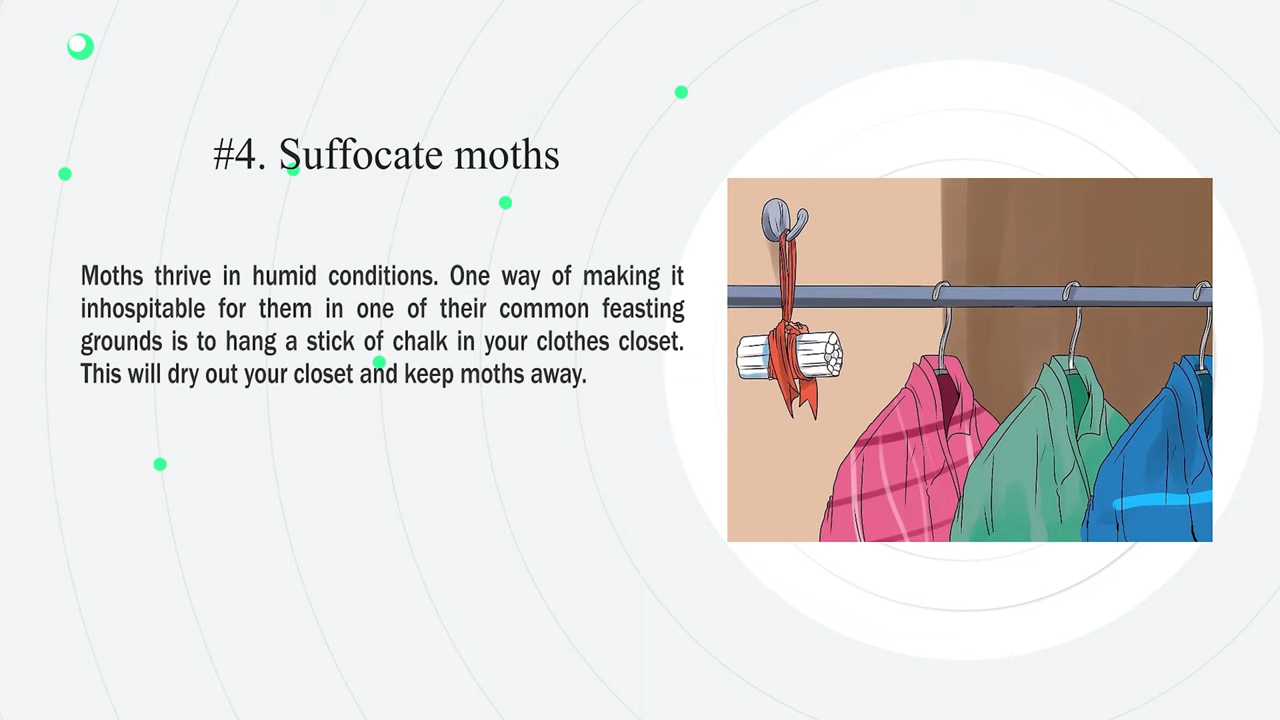 #4. Suffocate moths
Moths thrive in humid conditions. One way of making it
inhospitable for them in one of their common feasting
grounds is to hang a stick of chalk in your clothes closet.
This will dry out your closet and keep moths away.